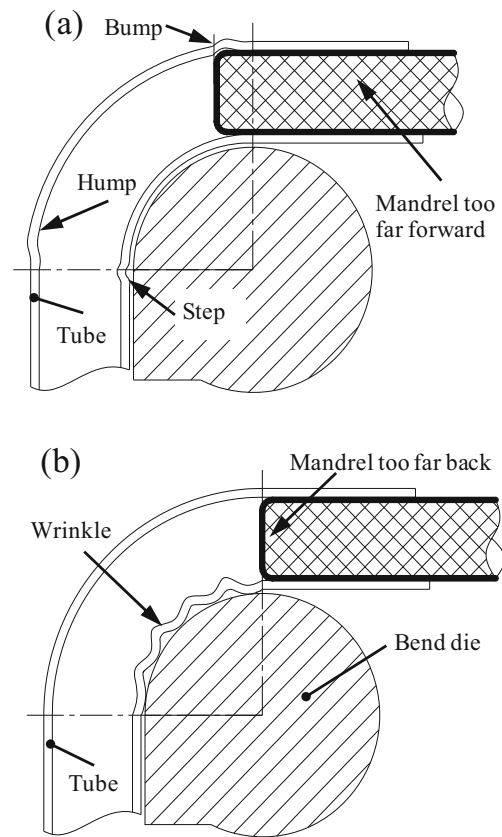 (a)
Bump
Hump
Mandrel too
far forward
Step
Tube
(b)
Mandrel too far back
Wrinkle
Bend die
Tube